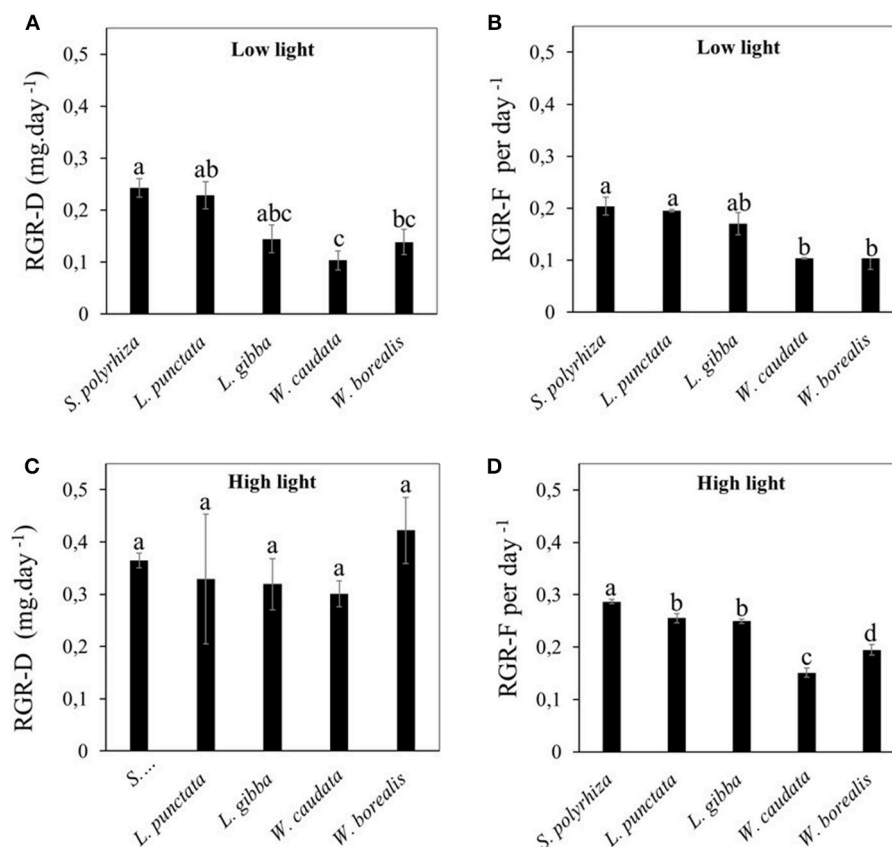 A
Low light
RGR-D (mg.day -1)
0,5
0,4
0,3
0,2
0,1
0
a
ab
abc
c
bc
S. polyrhiza
L. punctata
L. gibba
W. caudata
W. borealis
B
Low light
RGR-F per day -1
0,5
0,4
0,3
0,2
0,1
0
a
a
ab
b
b
S. polyrhiza
L. punctata
L. gibba
W. caudata
W. borealis
C
High light
RGR-D (mg.day -1)
0,5
0,4
0,3
0,2
0,1
0
a
a
a
a
a
S....
L. punctata
L. gibba
W. caudata
W. borealis
D
High light
RGR-F per day -1
0,5
0,4
0,3
0,2
0,1
0
a
b
b
c
d
S. polyrhiza
L. punctata
L. gibba
W. caudata
W. borealis